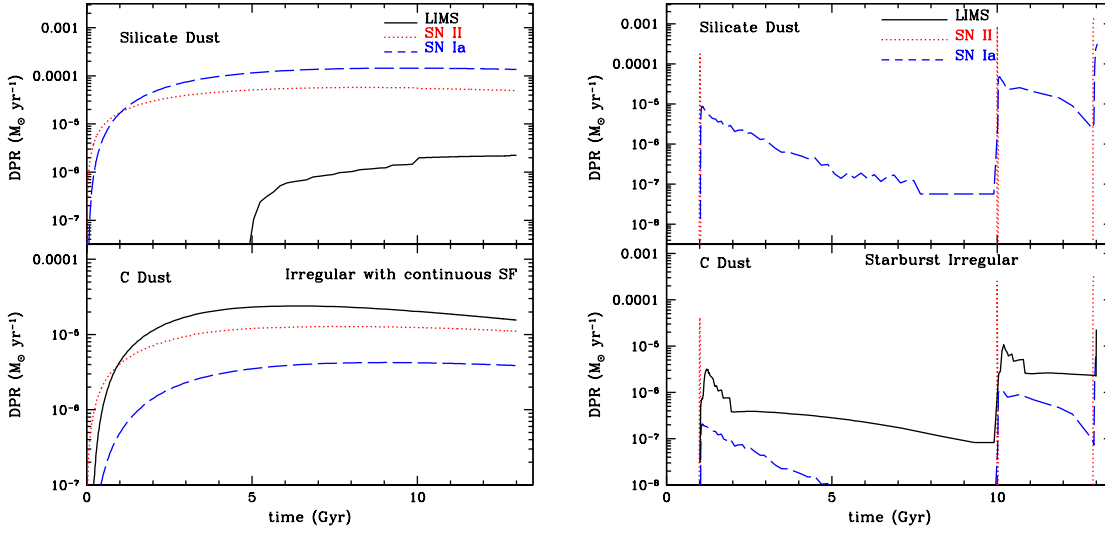 LIMS
SN II
SN Ia
Silicate Dust
0.001
0.0001
10⁻⁵
10⁻⁶
10⁻⁷
DPR (M☉ yr⁻¹)
C Dust
Irregular with continuous SF
0.0001
10⁻⁵
10⁻⁶
10⁻⁷
DPR (M☉ yr⁻¹)
0 5 10
time (Gyr)
LIMS
SN II
SN Ia
Silicate Dust
0.001
0.0001
10⁻⁵
10⁻⁶
10⁻⁷
10⁻⁸
DPR (M☉ yr⁻¹)
C Dust
Starburst Irregular
0.0001
10⁻⁵
10⁻⁶
10⁻⁷
10⁻⁸
DPR (M☉ yr⁻¹)
0 5 10
time (Gyr)